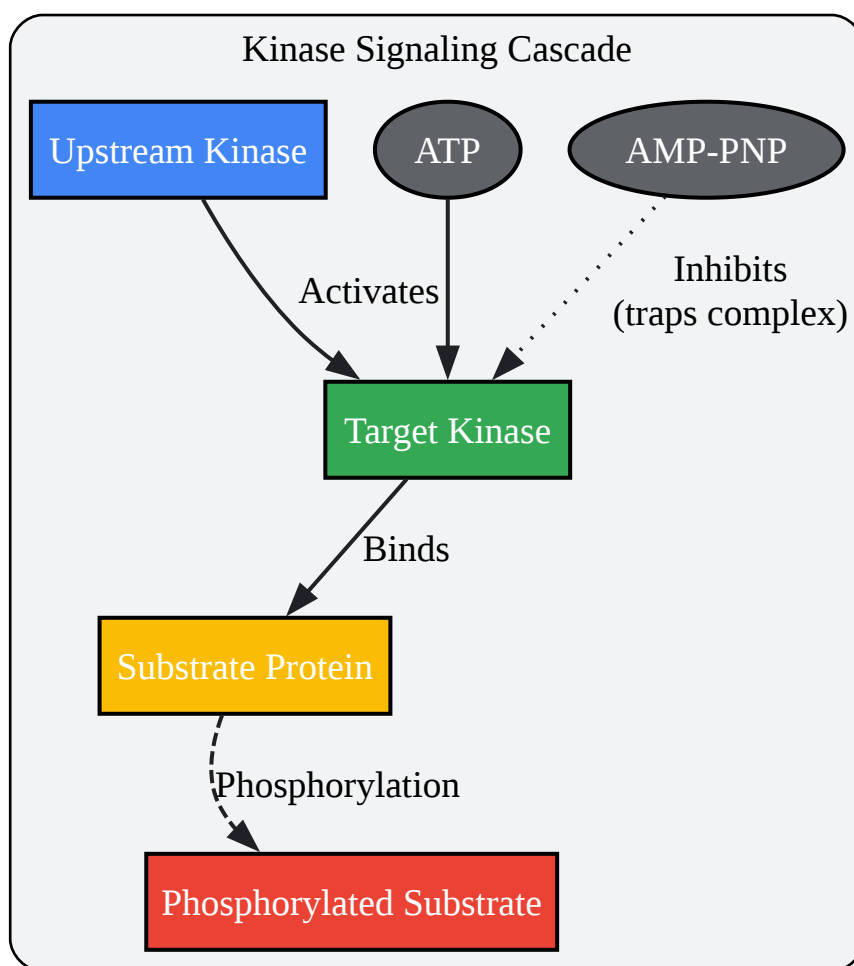 Kinase Signaling Cascade
Upstream Kinase
ATP
AMP-PNP
Activates
Inhibits
(traps complex)
Target Kinase
Binds
Substrate Protein
Phosphorylation
Phosphorylated Substrate